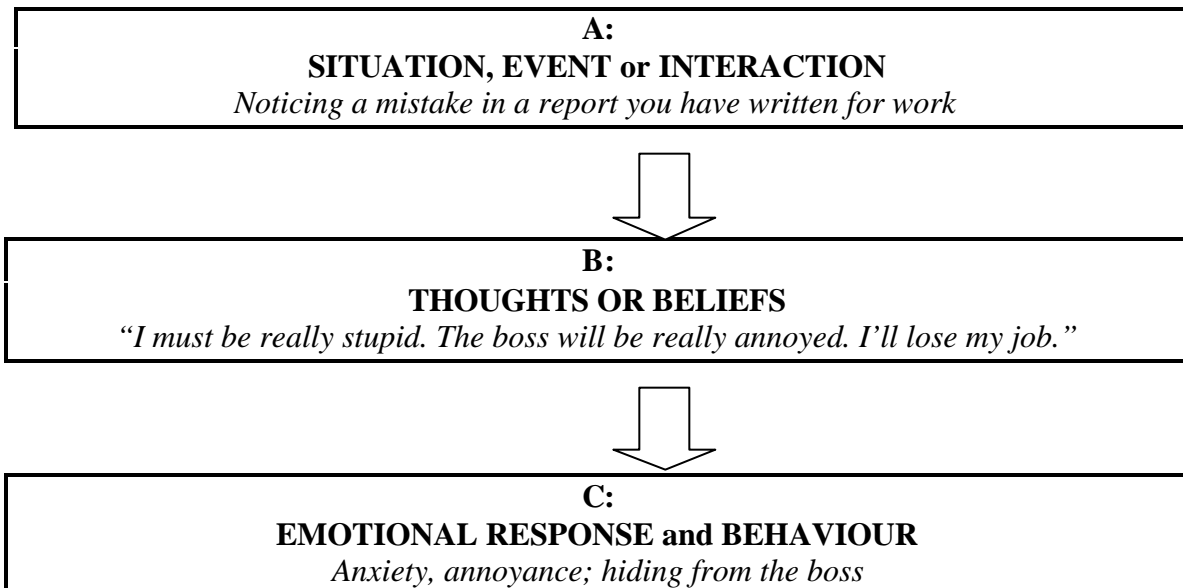 A:
SITUATION, EVENT or INTERACTION
Noticing a mistake in a report you have written for work
B:
THOUGHTS OR BELIEFS
“I must be really stupid. The boss will be really annoyed. I’ll lose my job.”
C:
EMOTIONAL RESPONSE and BEHAVIOUR
Anxiety, annoyance; hiding from the boss